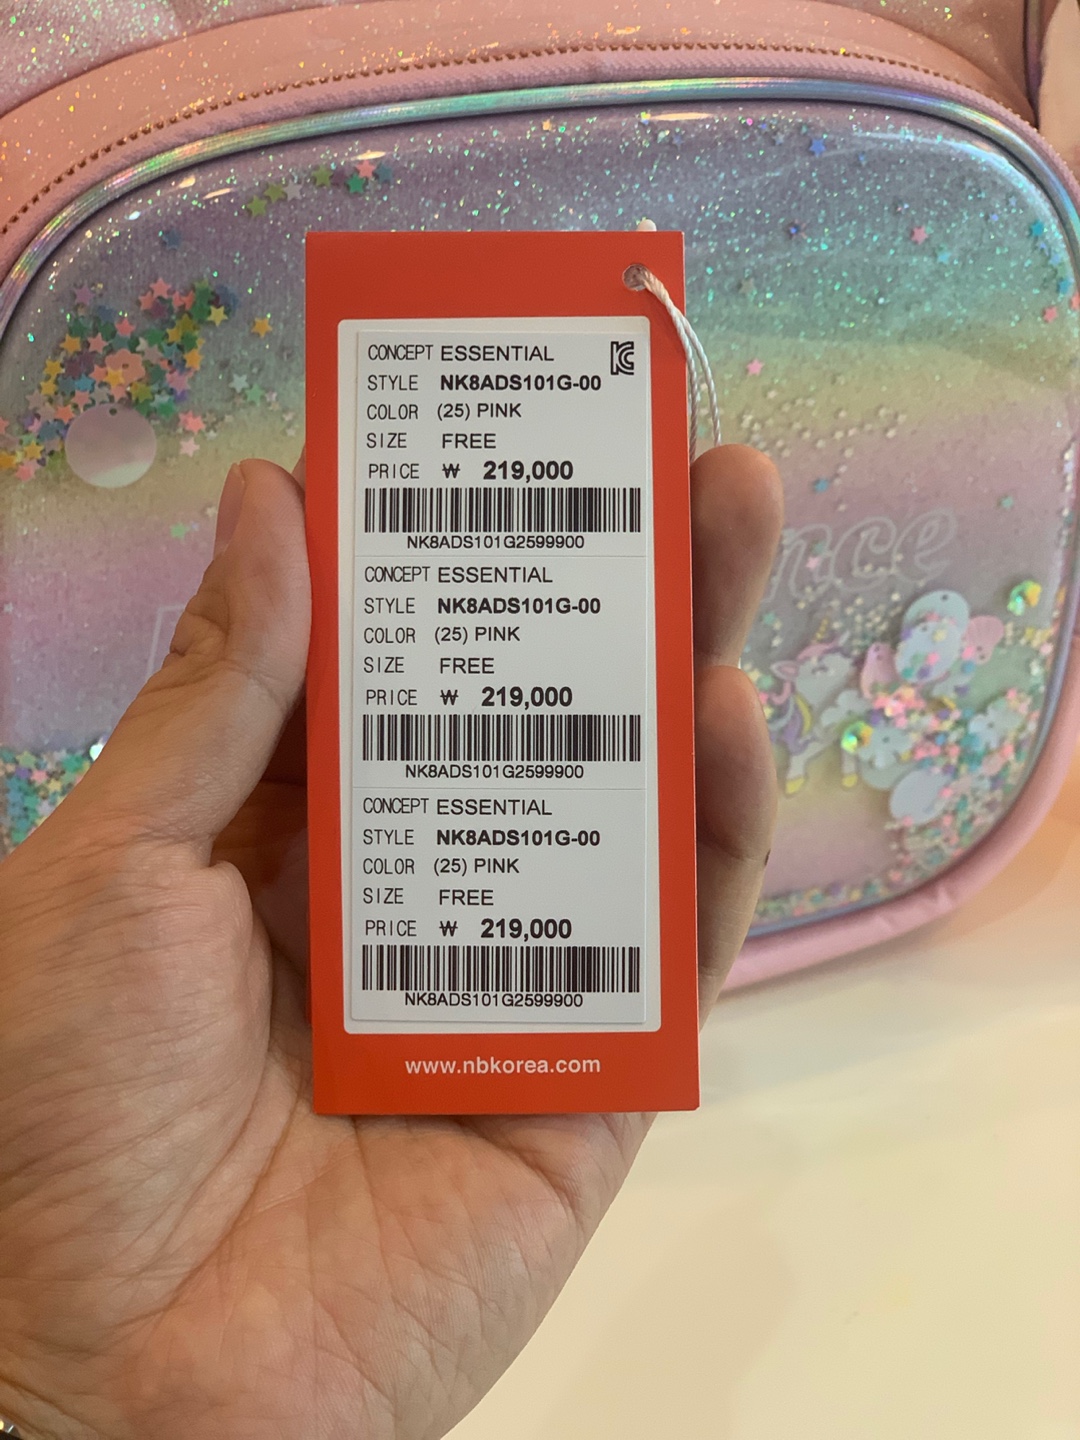 CONCEPT ESSENTIAL
STYLE NK8ADS101G-00
COLOR (25) PINK
SIZE FREE
PRICE ₩ 219,000
NK8ADS101G2599900
CONCEPT ESSENTIAL
STYLE NK8ADS101G-00
COLOR (25) PINK
SIZE FREE
PRICE ₩ 219,000
NK8ADS101G2599900
CONCEPT ESSENTIAL
STYLE NK8ADS101G-00
COLOR (25) PINK
SIZE FREE
PRICE ₩ 219,000
NK8ADS101G2599900
www.nbkorea.com
nce